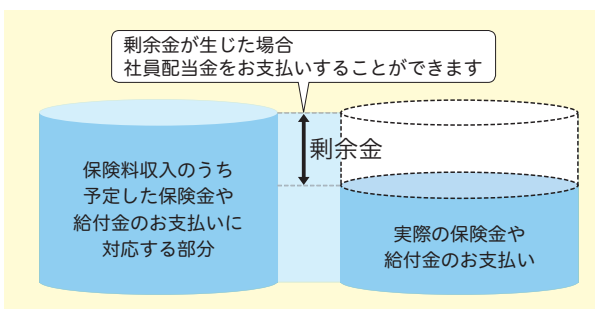 剰余金が生じた場合
社員配当金をお支払いすることができます
剰余金
保険料収入のうち
予定した保険金や
給付金のお支払いに
対応する部分
実際の保険金や
給付金のお支払い